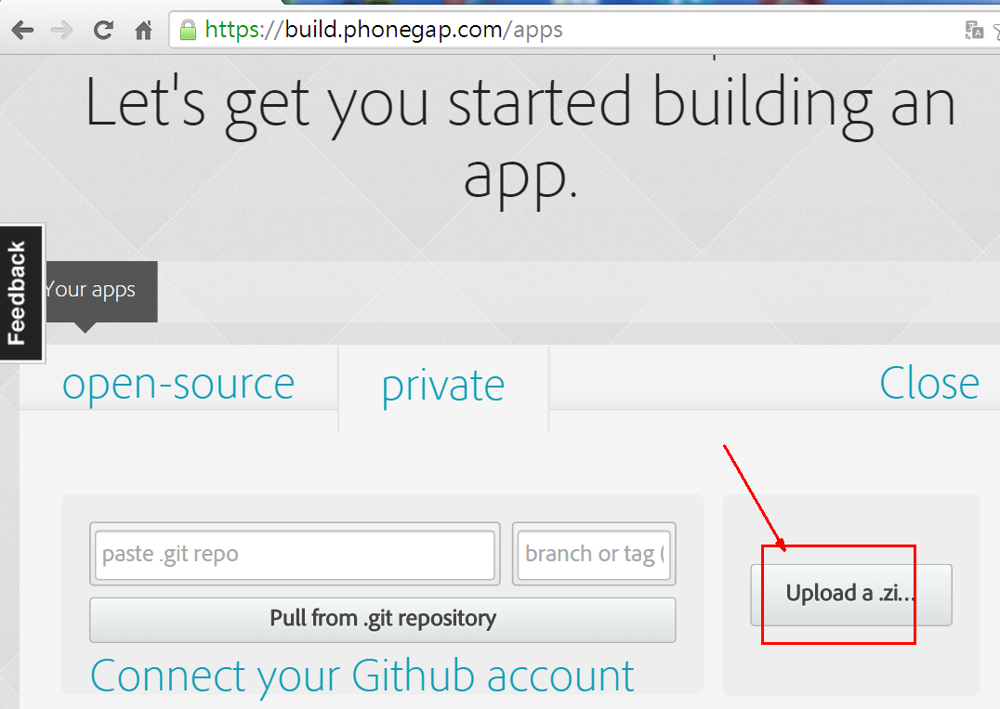 https://build.phonegap.com/apps
Let's get you started building an
app.
Feedback
Your apps
open-source
private
Close
paste .git repo
branch or tag (
Upload a .zi...
Pull from .git repository
Connect your Github account